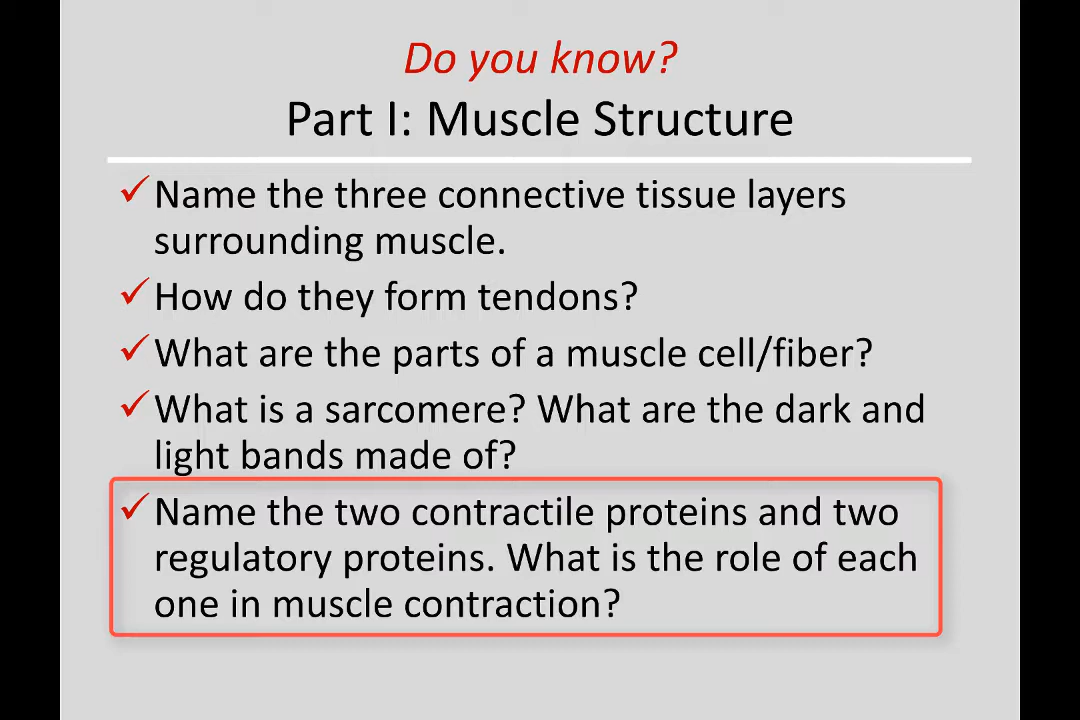 Do you know?
Part I: Muscle Structure
✓ Name the three connective tissue layers
surrounding muscle.
✓ How do they form tendons?
✓ What are the parts of a muscle cell/fiber?
✓ What is a sarcomere? What are the dark and
light bands made of?
✓ Name the two contractile proteins and two
regulatory proteins. What is the role of each
one in muscle contraction?